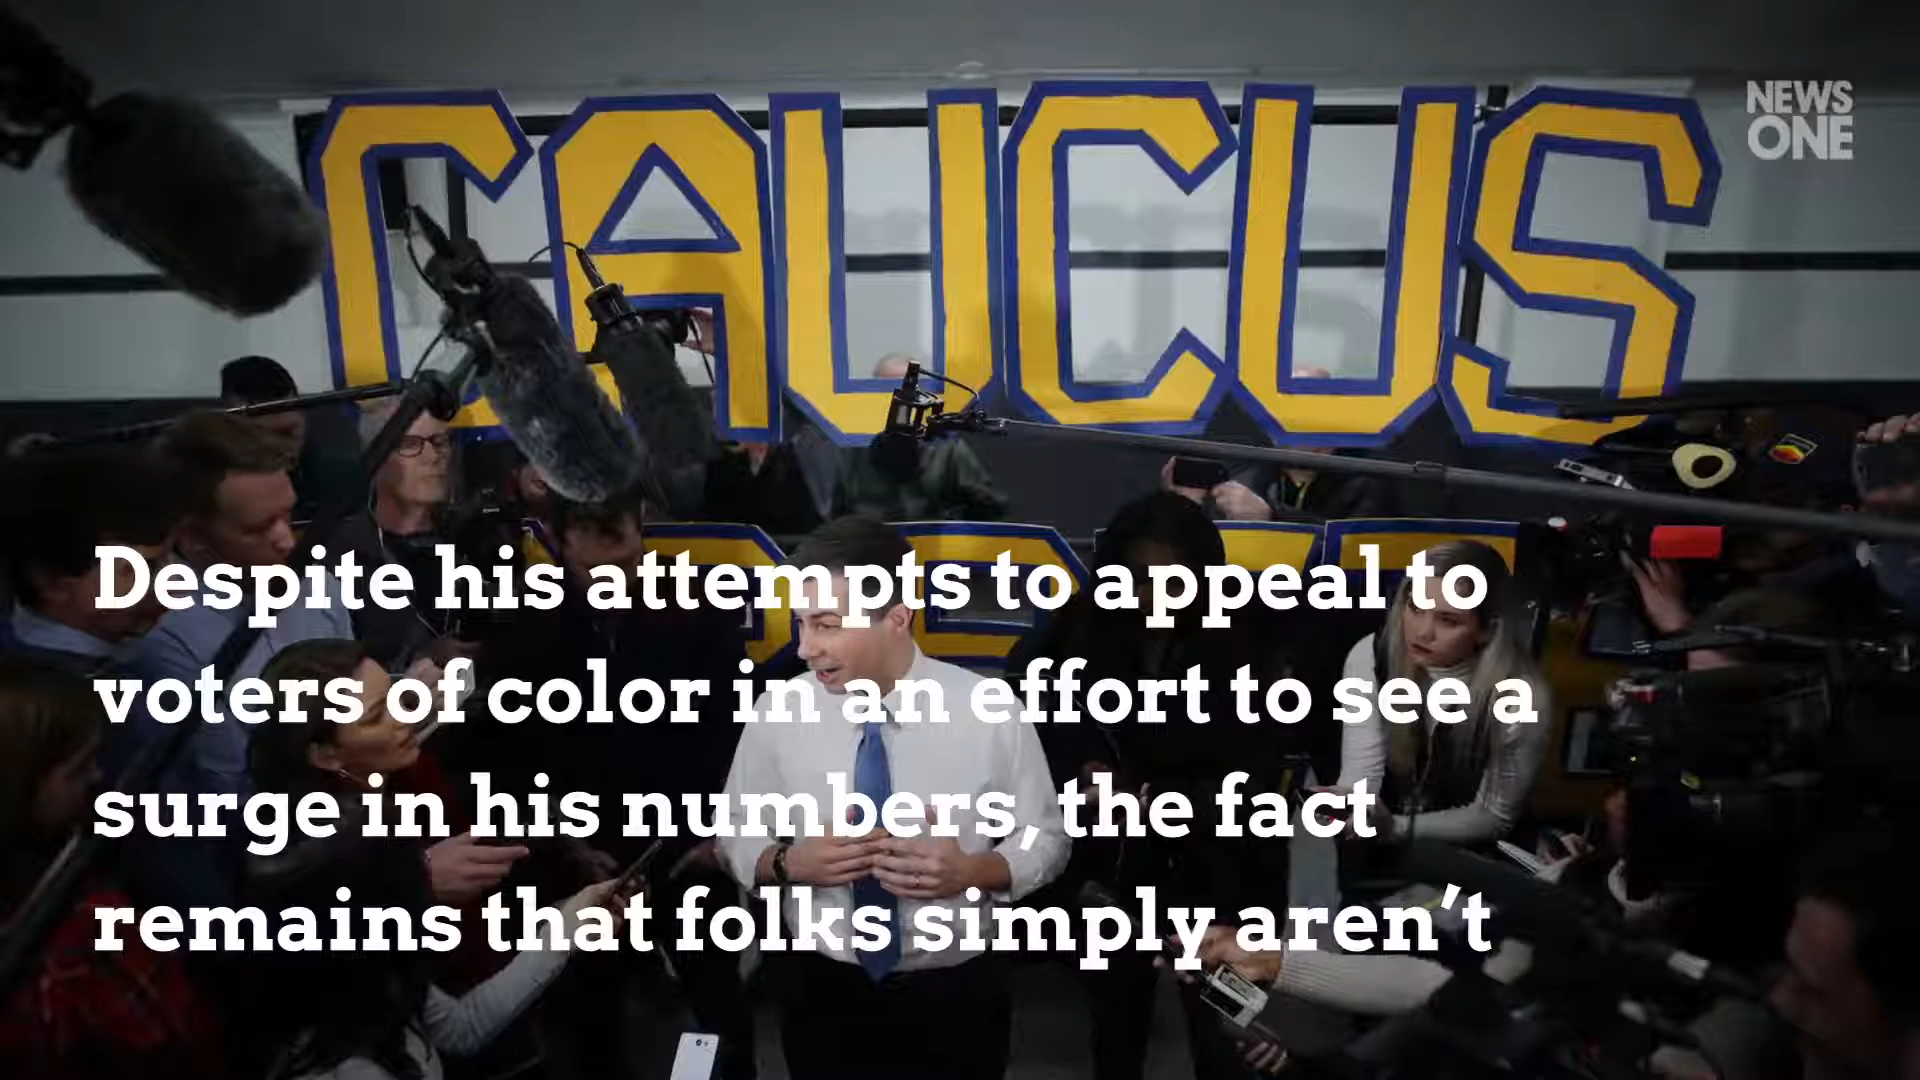 CAUCUS
NEWS
ONE
Despite his attempts to appeal to
voters of color in an effort to see a
surge in his numbers, the fact
remains that folks simply aren’t